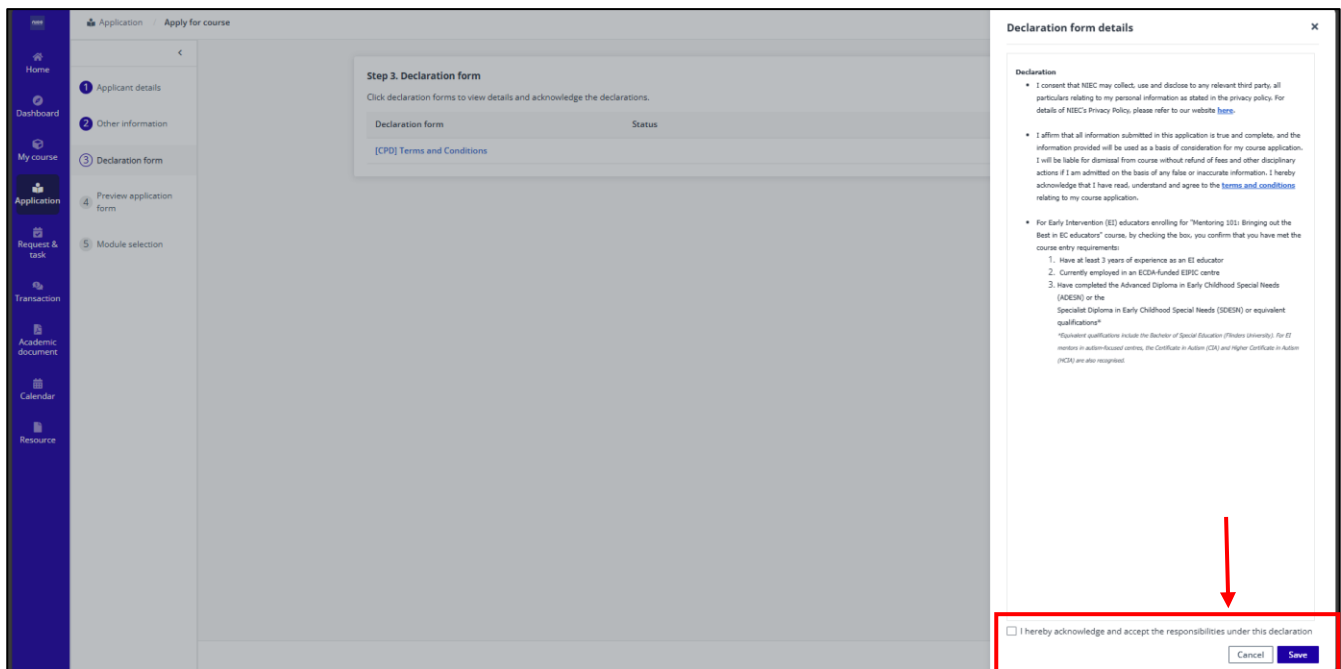 niec
Application / Apply for course
Home
Dashboard
My course
Application
Request &
task
Transaction
Academic
document
Calendar
Resource
<
1 Applicant details
2 Other information
3 Declaration form
4 Preview application
form
5 Module selection
Step 3. Declaration form
Click declaration forms to view details and acknowledge the declarations.
Declaration form Status
[CPD] Terms and Conditions
Declaration form details ×
Declaration
• I consent that NIEC may collect, use and disclose to any relevant third party, all
particulars relating to my personal information as stated in the privacy policy. For
details of NIEC's Privacy Policy, please refer to our website here.
• I affirm that all information submitted in this application is true and complete, and the
information provided will be used as a basis of consideration for my course application.
I will be liable for dismissal from course without refund of fees and other disciplinary
actions if I am admitted on the basis of any false or inaccurate information. I hereby
acknowledge that I have read, understand and agree to the terms and conditions
relating to my course application.
• For Early Intervention (EI) educators enrolling for "Mentoring 101: Bringing out the
Best in EC educators" course, by checking the box, you confirm that you have met the
course entry requirements:
1. Have at least 3 years of experience as an EI educator
2. Currently employed in an ECDA-funded EIPIC centre
3. Have completed the Advanced Diploma in Early Childhood Special Needs
(ADESN) or the
Specialist Diploma in Early Childhood Special Needs (SDESN) or equivalent
qualifications*
*Equivalent qualifications include the Bachelor of Special Education (Flinders University). For EI
mentors in autism-focused centres, the Certificate in Autism (CIA) and Higher Certificate in Autism
(HCIA) are also recognised.
I hereby acknowledge and accept the responsibilities under this declaration
Cancel Save